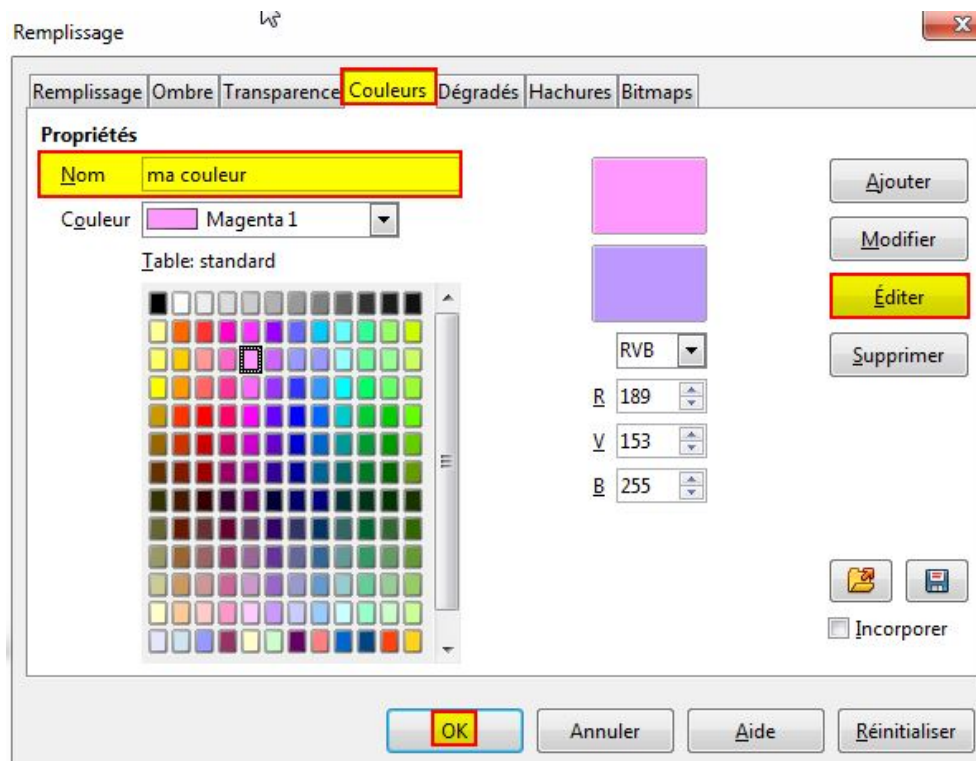 Remplissage
Remplissage Ombre Transparence Couleurs Dégradés Hachures Bitmaps
Propriétés
Nom ma couleur
Couleur Magenta 1
Table: standard
Ajouter
Modifier
Éditer
Supprimer
RVB
R 189
V 153
B 255
Incorporer
OK Annuler Aide Réinitialiser